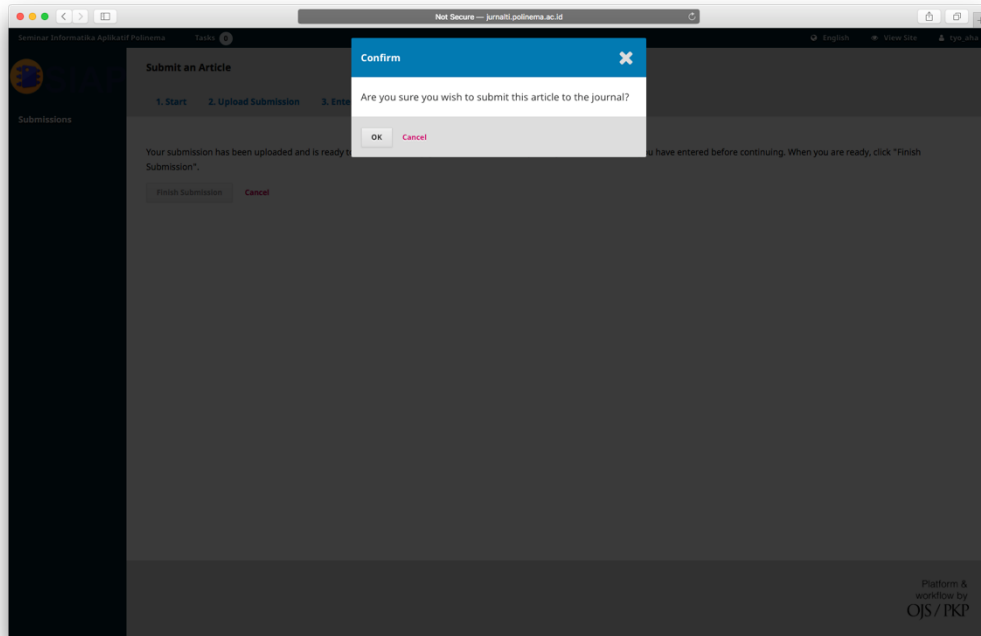 Not Secure — jurnalti.polinema.ac.id
Seminar Informatika Aplikatif Polinema Tasks 0 English View Site tyo_aha
Confirm
Submit an Article
Are you sure you wish to submit this article to the journal?
1. Start 2. Upload Submission 3. Ente
Submissions
OK Cancel
Your submission has been uploaded and is ready t u have entered before continuing. When you are ready, click "Finish
Submission".
Finish Submission Cancel
Platform &
workflow by
OJS / PKP